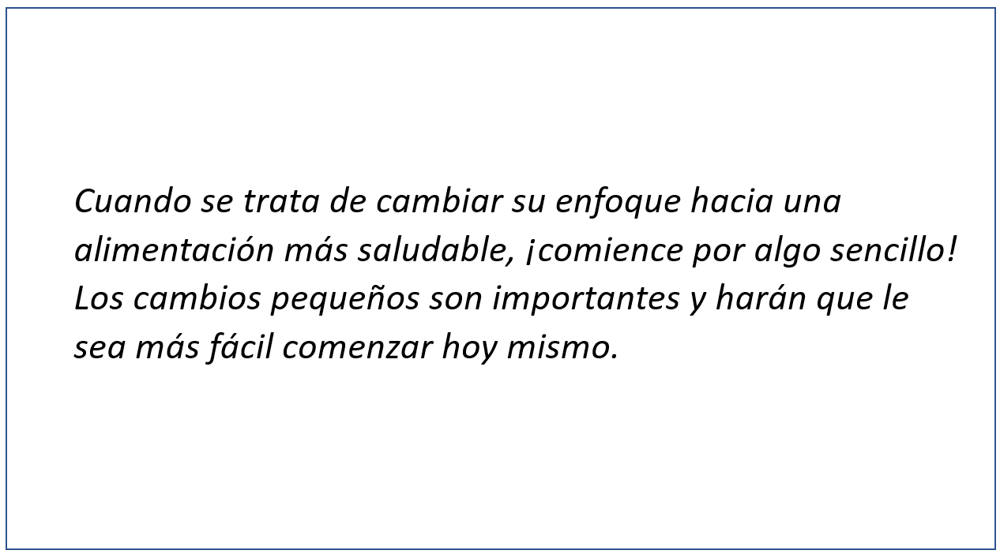 Cuando se trata de cambiar su enfoque hacia una
alimentación más saludable, ¡comience por algo sencillo!
Los cambios pequeños son importantes y harán que le
sea más fácil comenzar hoy mismo.